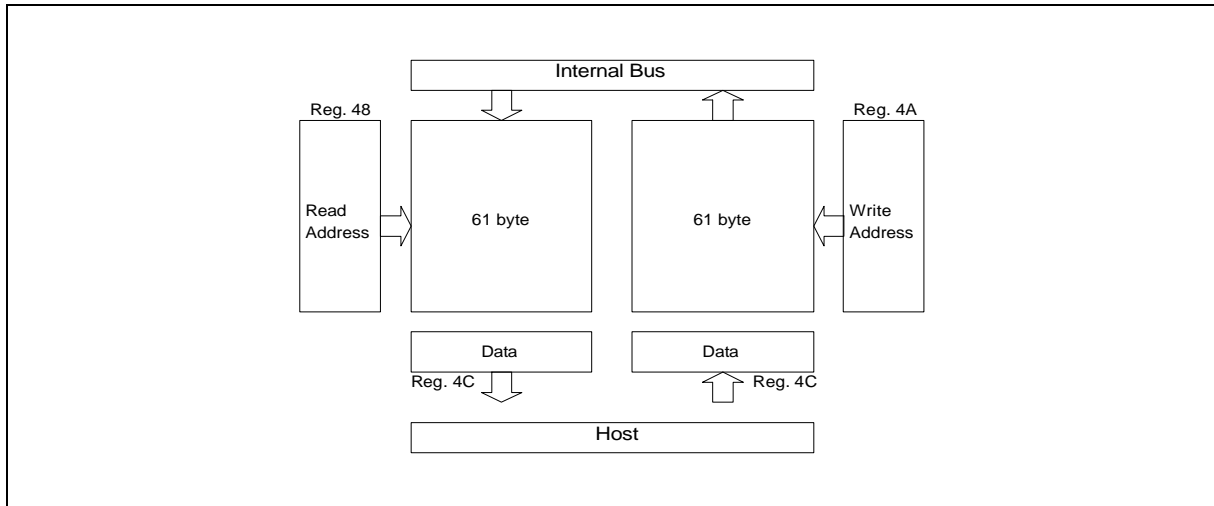 Internal Bus
Reg. 48
Reg. 4A
Read
Address
61 byte
61 byte
Write
Address
Data
Data
Reg. 4C
Reg. 4C
Host